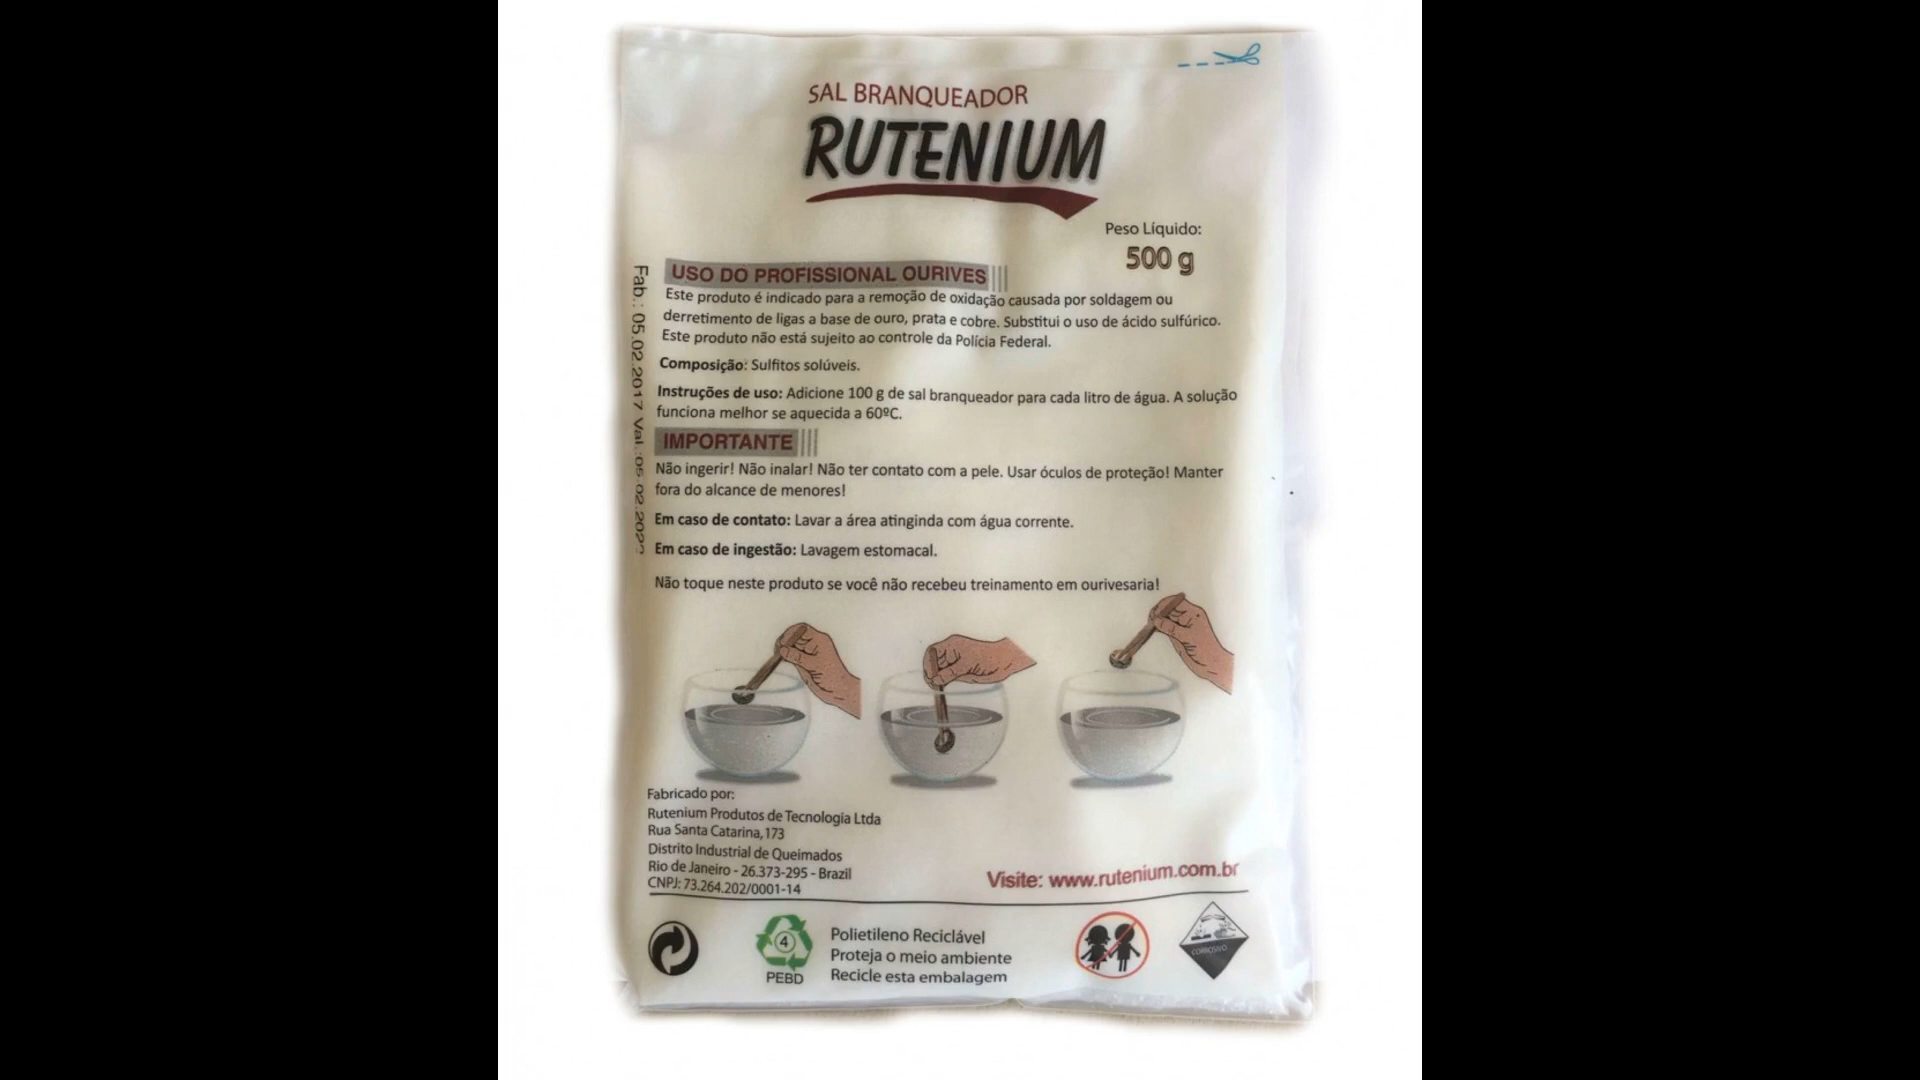 SAL BRANQUEADOR
RUTENIUM
Peso Líquido:
500 g
USO DO PROFISSIONAL OURIVES
Este produto é indicado para a remoção de oxidação causada por soldagem ou
derretimento de ligas a base de ouro, prata e cobre. Substitui o uso de ácido sulfúrico.
Este produto não está sujeito ao controle da Polícia Federal.
Composição: Sulfitos solúveis.
Instruções de uso: Adicione 100 g de sal branqueador para cada litro de água. A solução
funciona melhor se aquecida a 60ºC.
IMPORTANTE
Não ingerir! Não inalar! Não ter contato com a pele. Usar óculos de proteção! Manter
fora do alcance de menores!
Em caso de contato: Lavar a área atinginda com água corrente.
Em caso de ingestão: Lavagem estomacal.
Não toque neste produto se você não recebeu treinamento em ourivesaria!
Fab.: 05.02.2017 Val.:
Fabricado por:
Rutenium Produtos de Tecnologia Ltda
Rua Santa Catarina, 173
Distrito Industrial de Queimados
Rio de Janeiro - 26.373-295 - Brazil
CNPJ: 73.264.202/0001-14
Visite: www.rutenium.com.br
4
PEBD
Polietileno Reciclável
Proteja o meio ambiente
Recicle esta embalagem
CORROSIVO